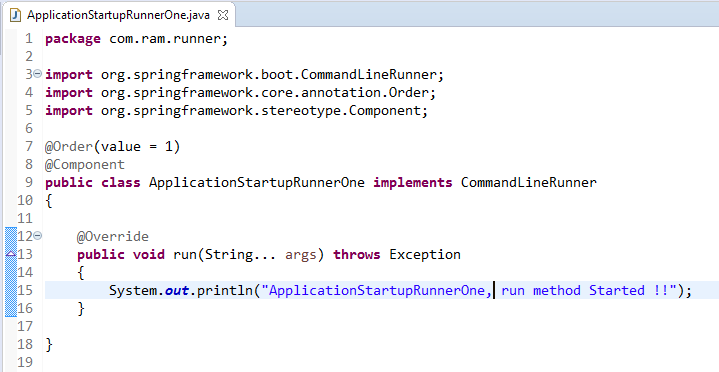 ApplicationStartupRunnerOne.java
1 package com.ram.runner;
2
3 import org.springframework.boot.CommandLineRunner;
4 import org.springframework.core.annotation.Order;
5 import org.springframework.stereotype.Component;
6
7 @Order(value = 1)
8 @Component
9 public class ApplicationStartupRunnerOne implements CommandLineRunner
10 {
11
12     @Override
13     public void run(String... args) throws Exception
14     {
15         System.out.println("ApplicationStartupRunnerOne, run method Started !!");
16     }
17
18 }
19